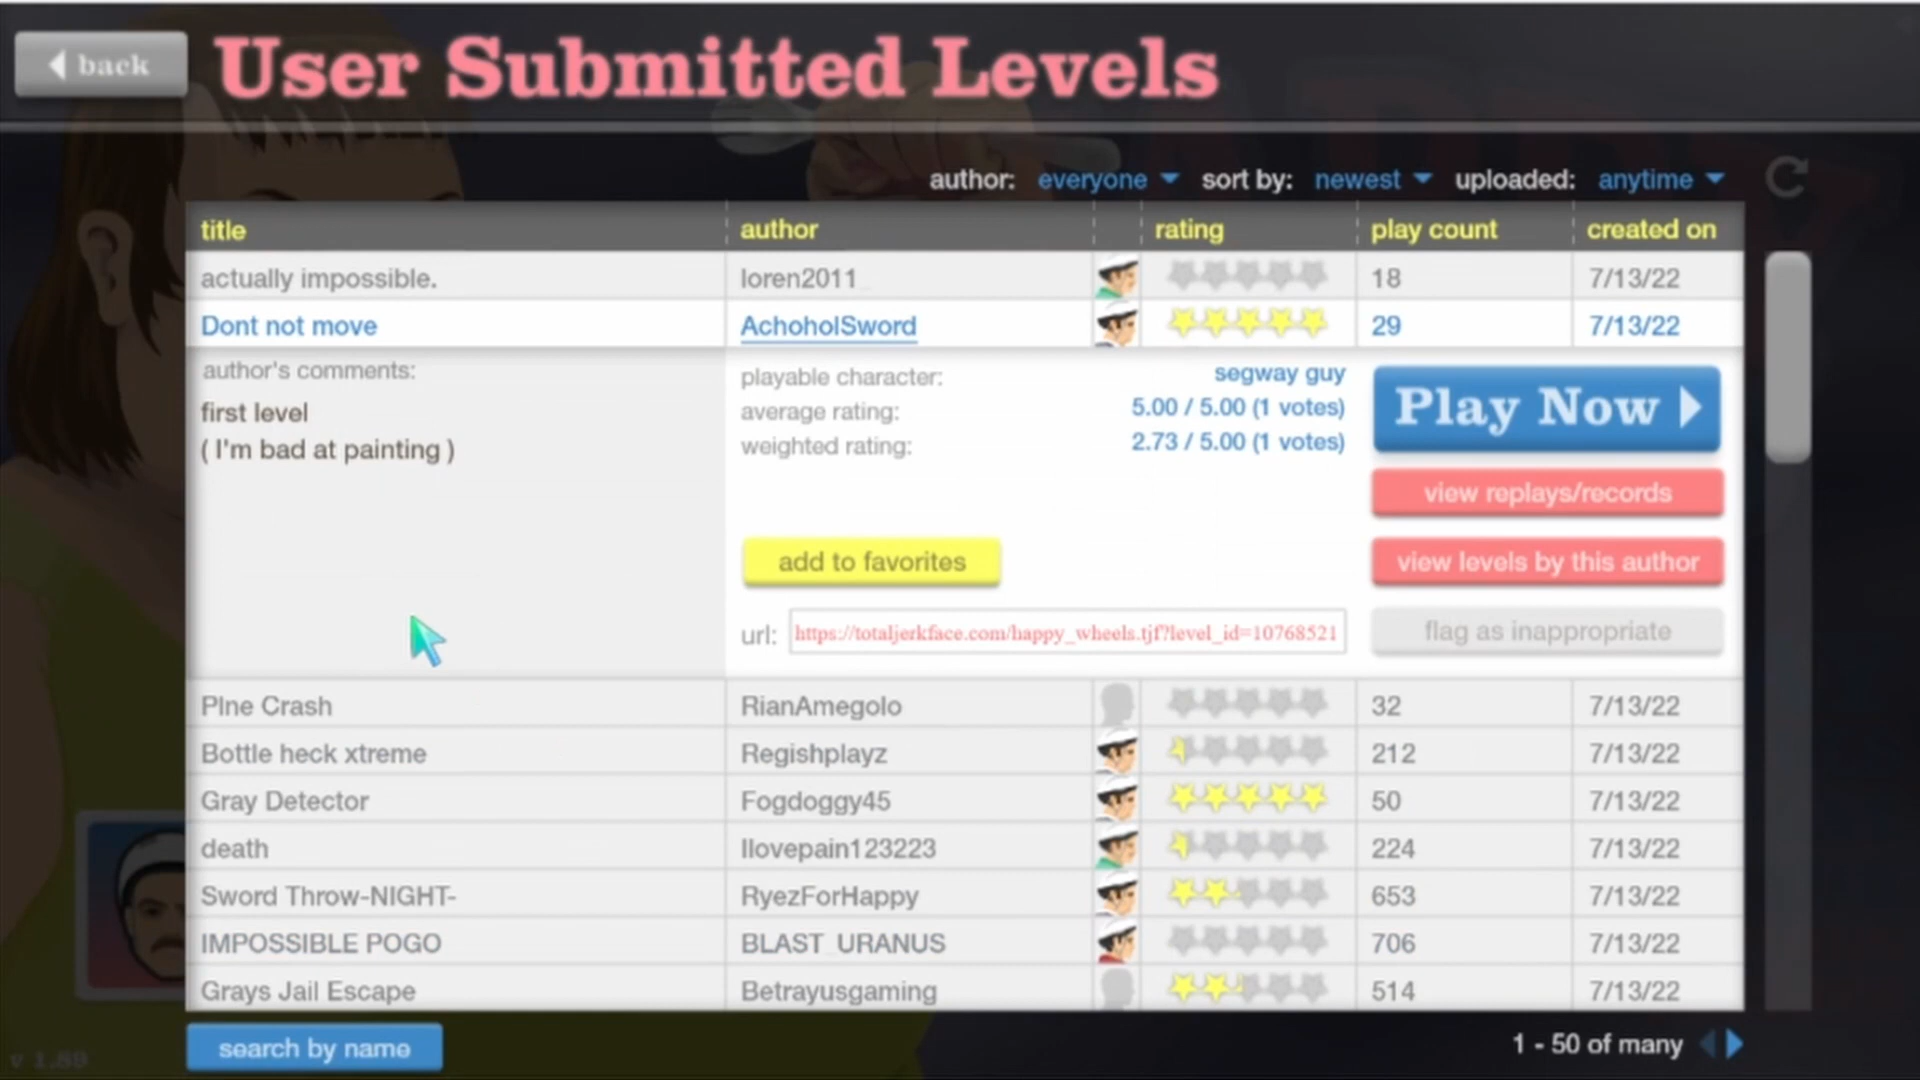 back
User Submitted Levels
author: everyone sort by: newest uploaded: anytime
title author rating play count created on
actually impossible. loren2011 18 7/13/22
Dont not move AchoholSword 29 7/13/22
author's comments:
first level
( I'm bad at painting )
playable character: segway guy
average rating: 5.00 / 5.00 (1 votes)
weighted rating: 2.73 / 5.00 (1 votes)
Play Now
view replays/records
add to favorites
view levels by this author
url: https://totaljerkface.com/happy_wheels.tjf?level_id=10768521
flag as inappropriate
Plne Crash RianAmegolo 32 7/13/22
Bottle heck xtreme Regishplayz 212 7/13/22
Gray Detector Fogdoggy45 50 7/13/22
death Ilovepain123223 224 7/13/22
Sword Throw-NIGHT- RyezForHappy 653 7/13/22
IMPOSSIBLE POGO BLAST_URANUS 706 7/13/22
Grays Jail Escape Betrayusgaming 514 7/13/22
search by name
1 - 50 of many